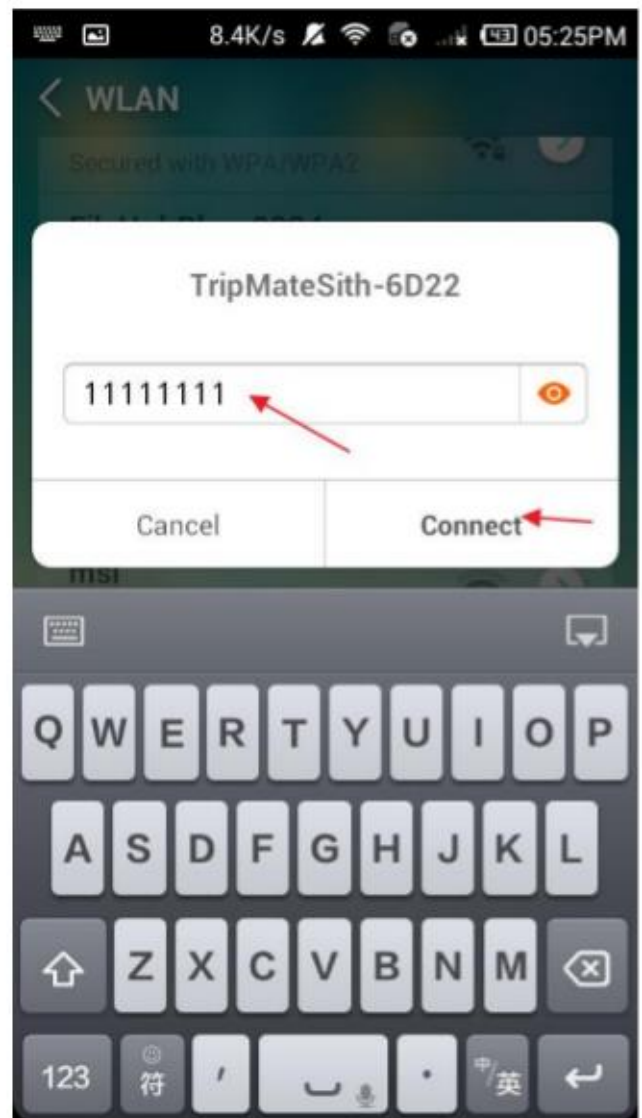 8.4K/s 43 05:25PM
WLAN
Secured with WPA/WPA2
TripMateSith-6D22
11111111
Cancel Connect
msi
Q W E R T Y U I O P
A S D F G H J K L
Z X C V B N M
123 符 , . 中/英